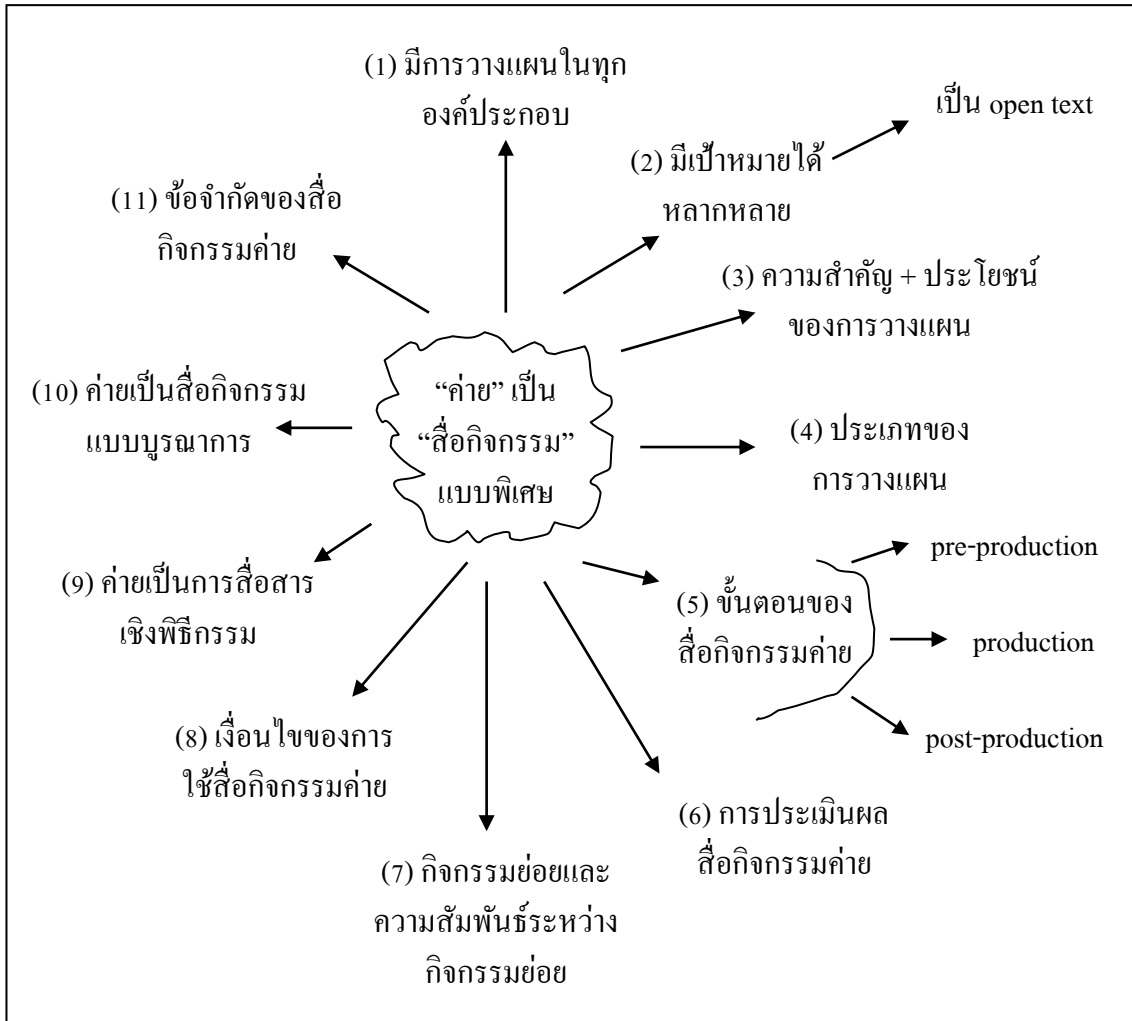 (1) มีการวางแผนในทุก
องค์ประกอบ
เป็น open text
(2) มีเป้าหมายได้
หลากหลาย
(11) ข้อจำกัดของสื่อ
กิจกรรมค่าย
(3) ความสำคัญ + ประโยชน์
ของการวางแผน
“ค่าย” เป็น
“สื่อกิจกรรม”
แบบพิเศษ
(10) ค่ายเป็นสื่อกิจกรรม
แบบบูรณาการ
(4) ประเภทของ
การวางแผน
(9) ค่ายเป็นการสื่อสาร
เชิงพิธีกรรม
(5) ขั้นตอนของ
สื่อกิจกรรมค่าย
pre-production
production
post-production
(8) เงื่อนไขของการ
ใช้สื่อกิจกรรมค่าย
(6) การประเมินผล
สื่อกิจกรรมค่าย
(7) กิจกรรมย่อยและ
ความสัมพันธ์ระหว่าง
กิจกรรมย่อย